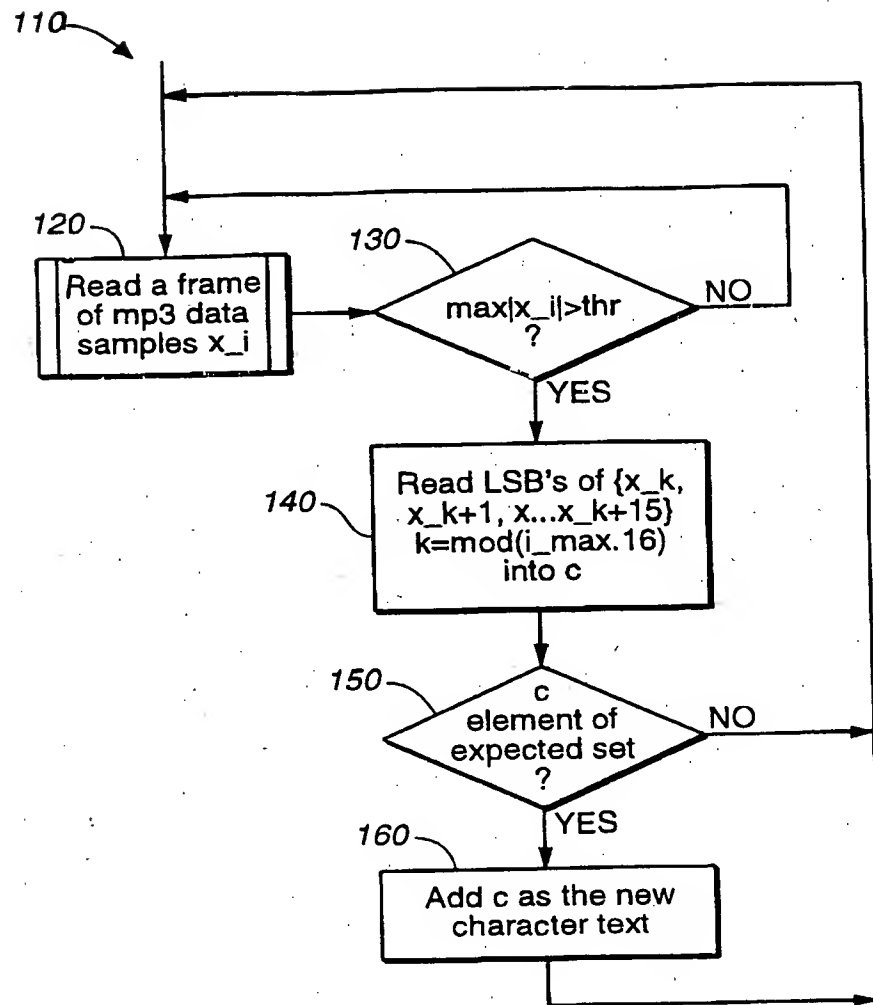 110
120
Read a frame
of mp3 data
samples x_i
130
max|x_i|>thr
?
NO
YES
140
Read LSB's of {x_k,
x_k+1, x...x_k+15}
k=mod(i_max.16)
into c
150
c
element of
expected set
?
NO
YES
160
Add c as the new
character text